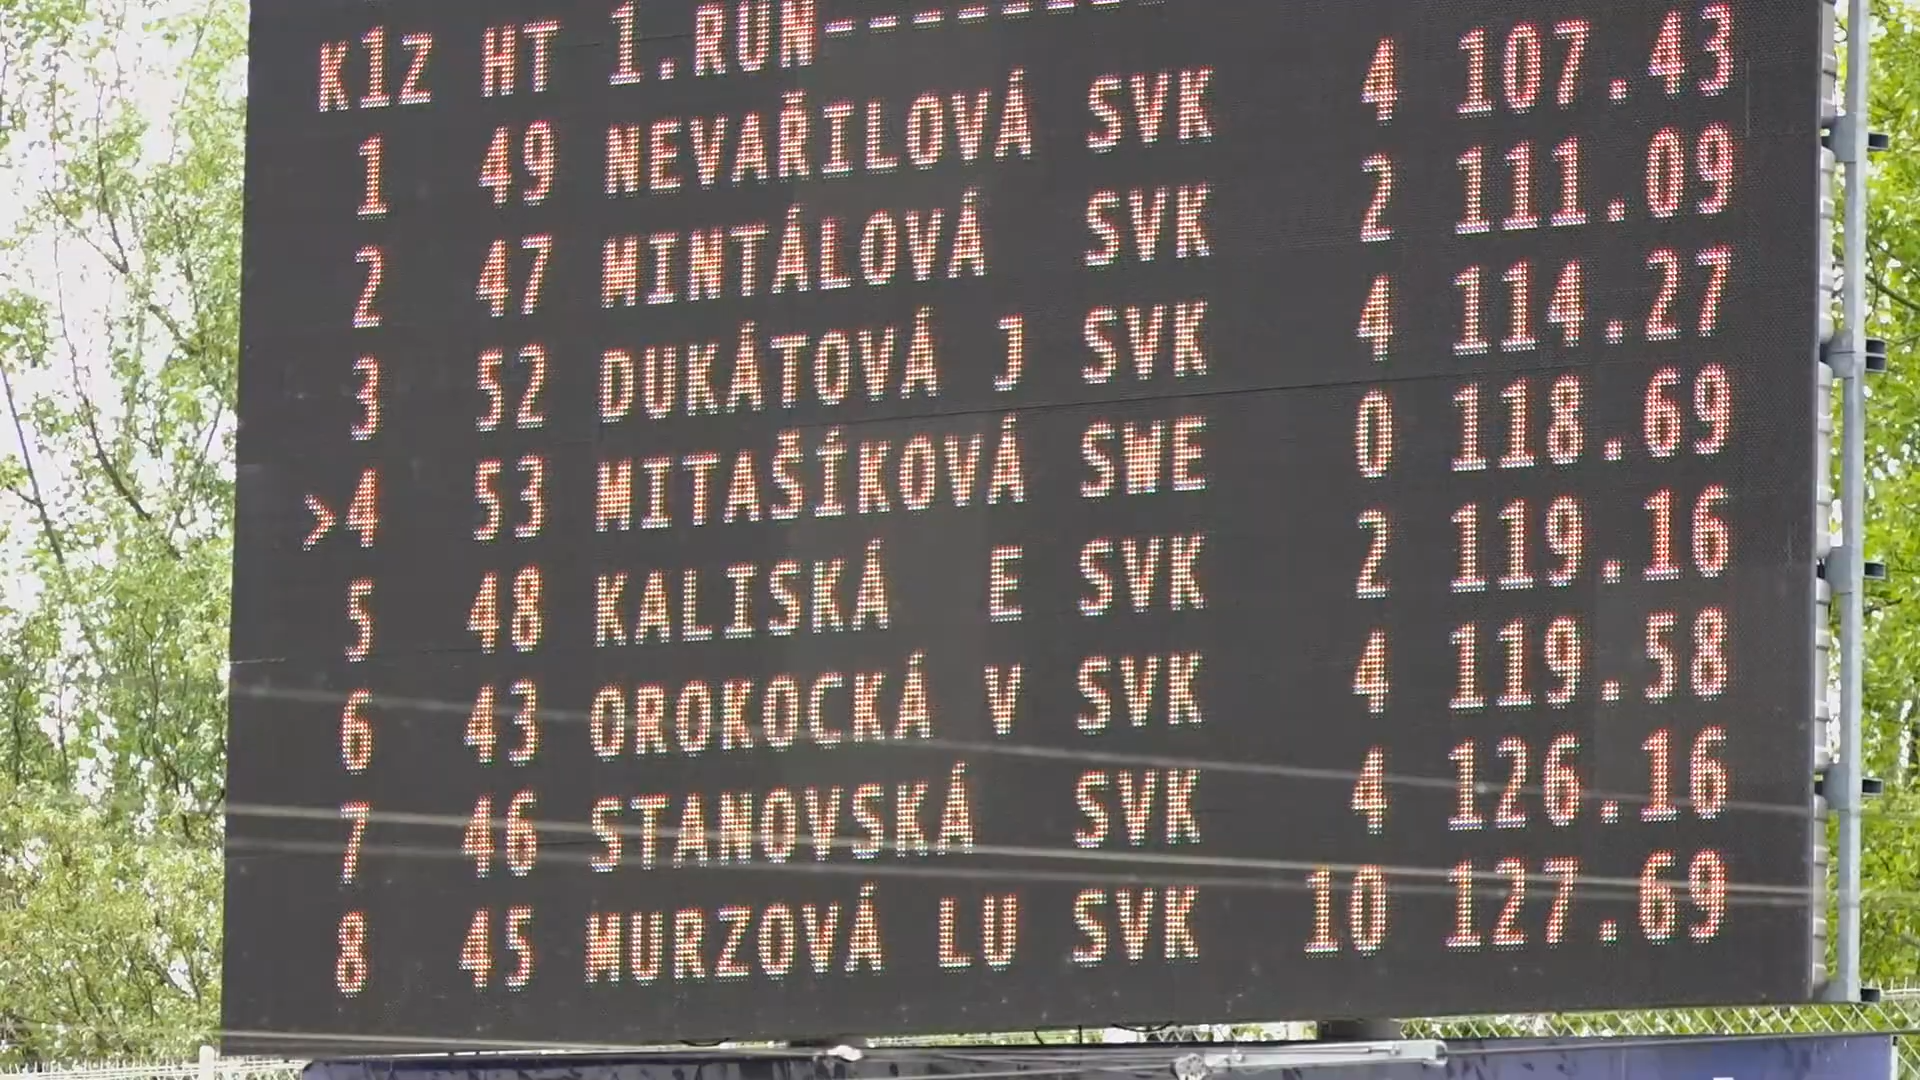 K1Z HT 1.RUN--------
1 49 NEVAŘILOVÁ SVK 4 107.43
2 47 MINTÁLOVÁ SVK 2 111.09
3 52 DUKÁTOVÁ J SVK 4 114.27
>4 53 MITAŠÍKOVÁ SWE 0 118.69
5 48 KALISKÁ E SVK 2 119.16
6 43 OROKOCKÁ V SVK 4 119.58
7 46 STANOVSKÁ SVK 4 126.16
8 45 MURZOVÁ LU SVK 10 127.69